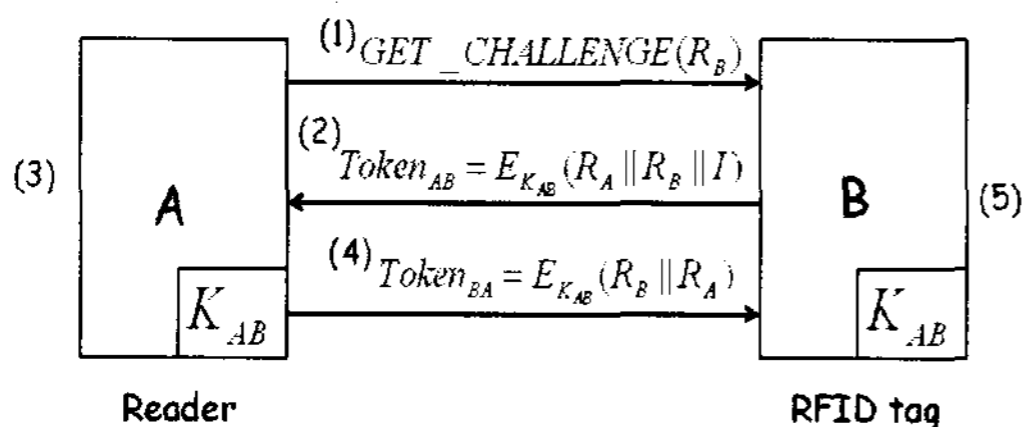 (1) GET_CHALLENGE(R_B)
(2) Token_AB = E_K_AB(R_A || R_B || I)
(3)
A
B
(5)
(4) Token_BA = E_K_AB(R_B || R_A)
K_AB
K_AB
Reader
RFID tag